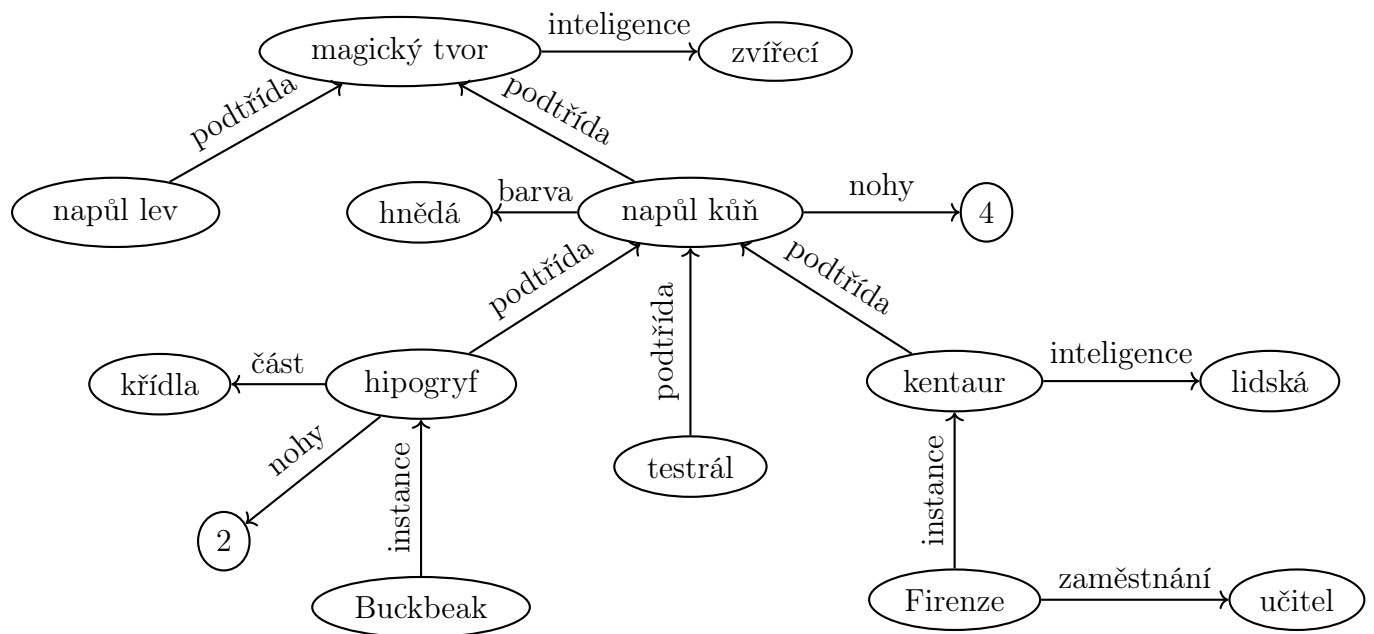 magický tvor
inteligence
zvířecí
podtřída
podtřída
napůl lev
hnědá
barva
napůl kůň
nohy
4
podtřída
podtřída
podtřída
křídla
část
hipogryf
kentaur
inteligence
lidská
nohy
instance
testrál
instance
2
Buckbeak
Firenze
zaměstnání
učitel